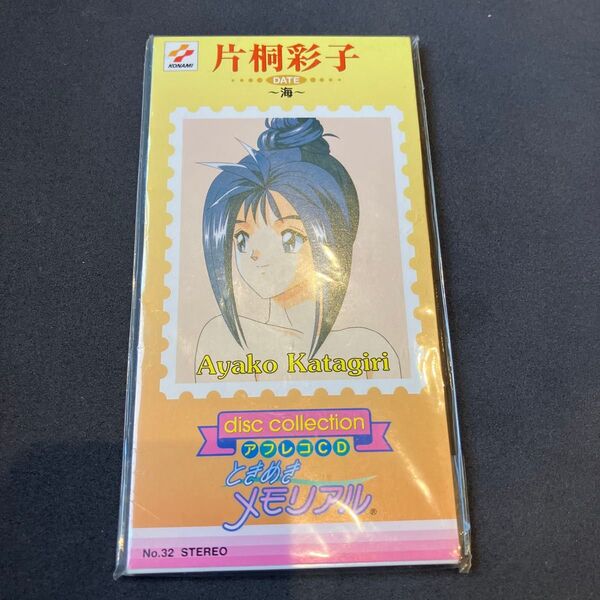 KONAMI
片桐彩子
DATE
～海～
Ayako Katagiri
disc collection
アフレコCD
ときめき
メモリアル®
No.32 STEREO